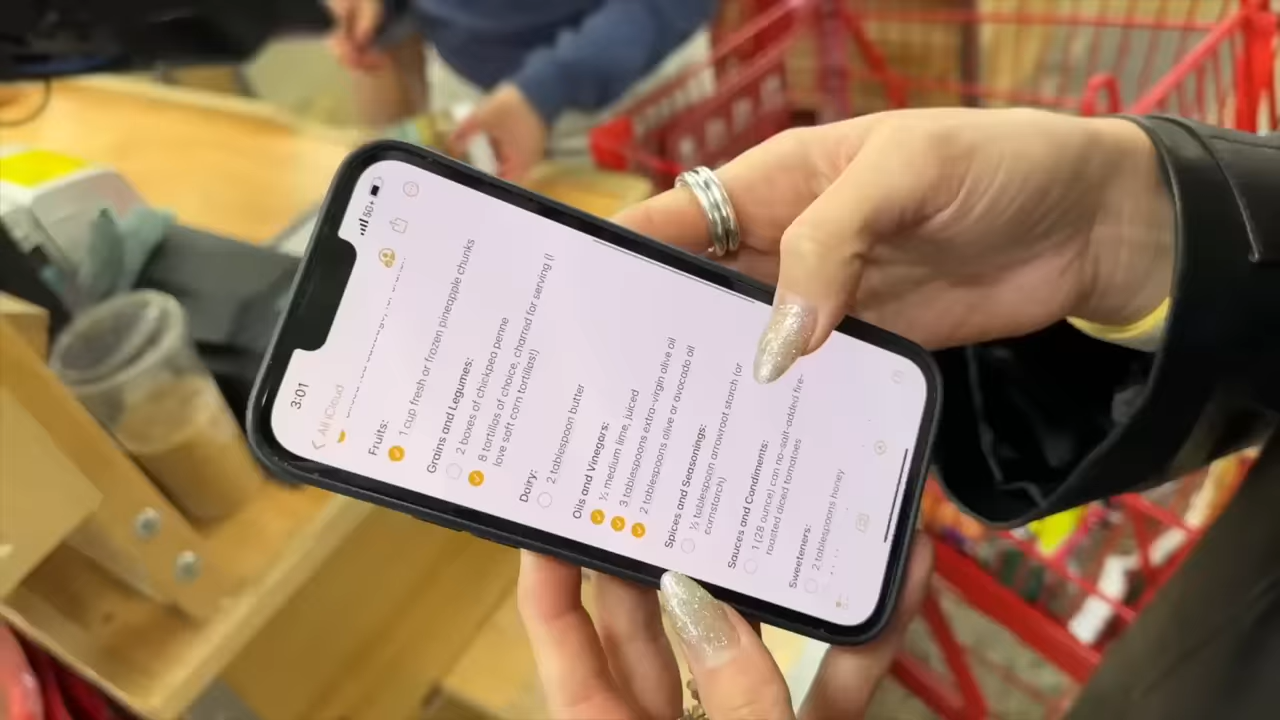 3:01
5G+
All iCloud
Fruits:
1 cup fresh or frozen pineapple chunks
Grains and Legumes:
2 boxes of chickpea penne
8 tortillas of choice, charred for serving (I
love soft corn tortillas!)
Dairy:
2 tablespoon butter
Oils and Vinegars:
½ medium lime, juiced
3 tablespoons extra-virgin olive oil
2 tablespoons olive or avocado oil
Spices and Seasonings:
tablespoon arrowroot starch (or
cornstarch)
Sauces and Condiments:
1 (28 ounce) can no-salt-added fire-
roasted diced tomatoes
Sweeteners:
2 tablespoons honey